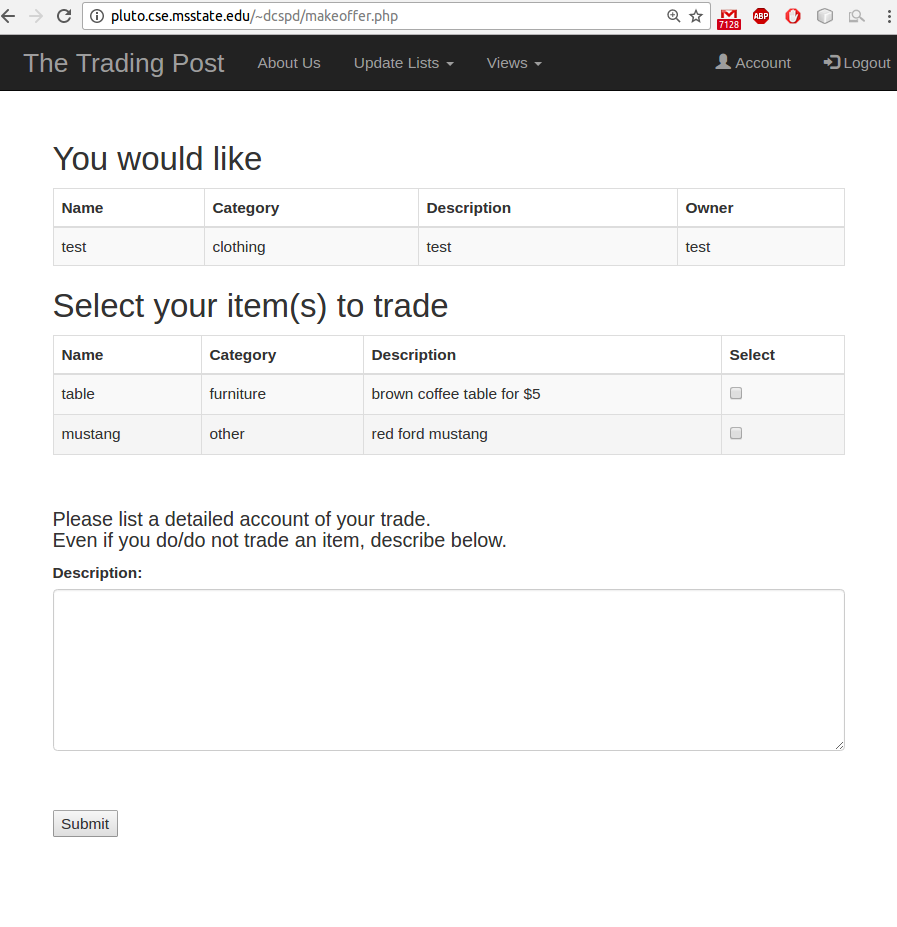 pluto.cse.msstate.edu/~dcspd/makeoffer.php
7128
ABP
The Trading Post About Us Update Lists Views Account Logout
You would like
Name Category Description Owner
test clothing test test
Select your item(s) to trade
Name Category Description Select
table furniture brown coffee table for $5
mustang other red ford mustang
Please list a detailed account of your trade.
Even if you do/do not trade an item, describe below.
Description:
Submit